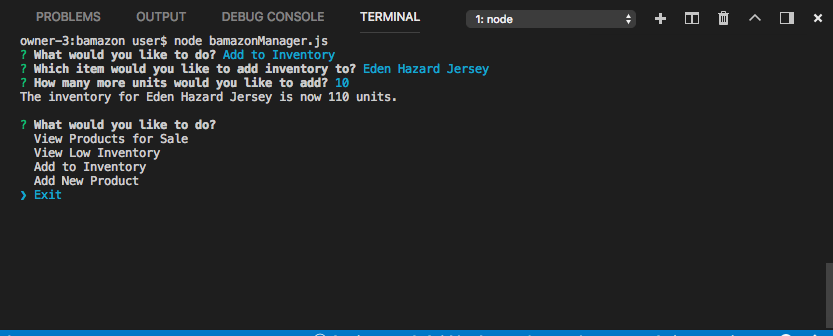 PROBLEMS OUTPUT DEBUG CONSOLE TERMINAL 1: node
owner-3:bamazon user$ node bamazonManager.js
? What would you like to do? Add to Inventory
? Which item would you like to add inventory to? Eden Hazard Jersey
? How many more units would you like to add? 10
The inventory for Eden Hazard Jersey is now 110 units.
? What would you like to do?
View Products for Sale
View Low Inventory
Add to Inventory
Add New Product
❯ Exit